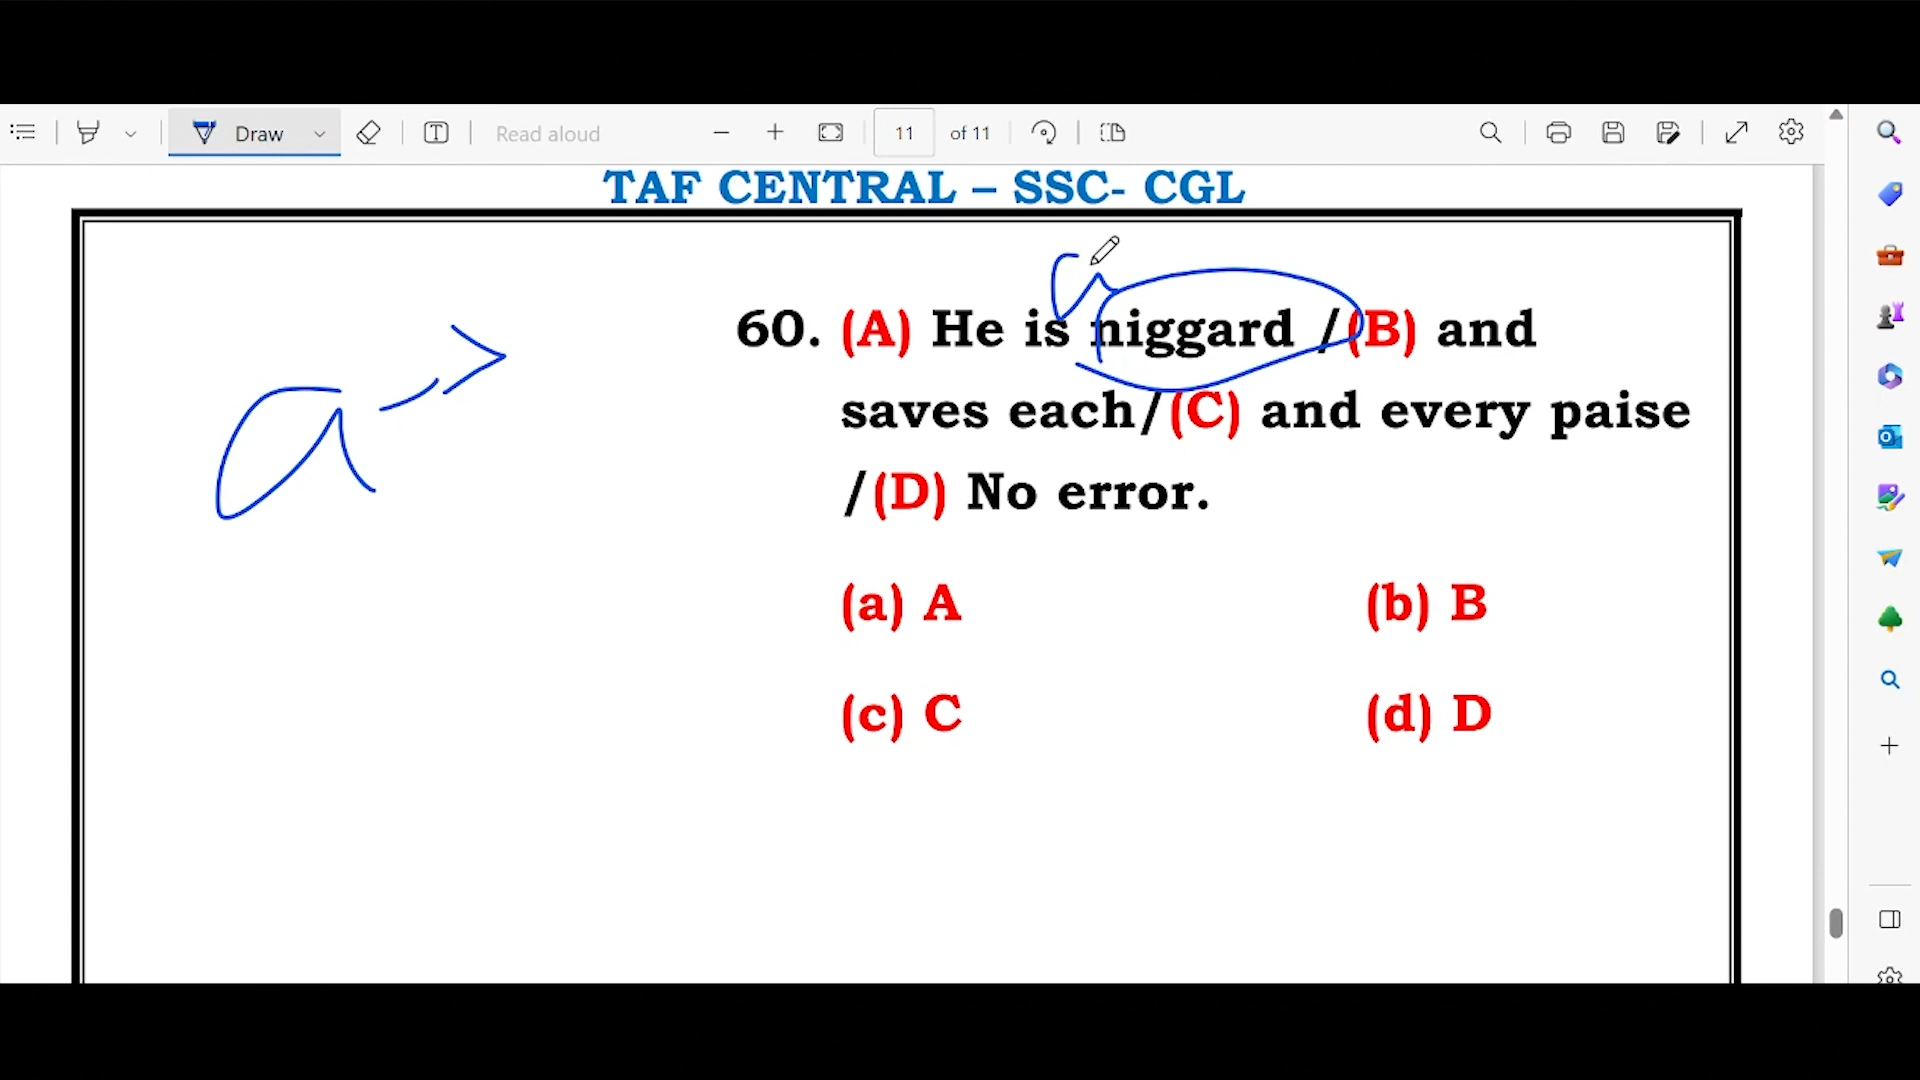 Draw
Read aloud
11 of 11
TAF CENTRAL – SSC- CGL
60. (A) He is niggard /(B) and
saves each/(C) and every paise
/(D) No error.
(a) A (b) B
(c) C (d) D
a